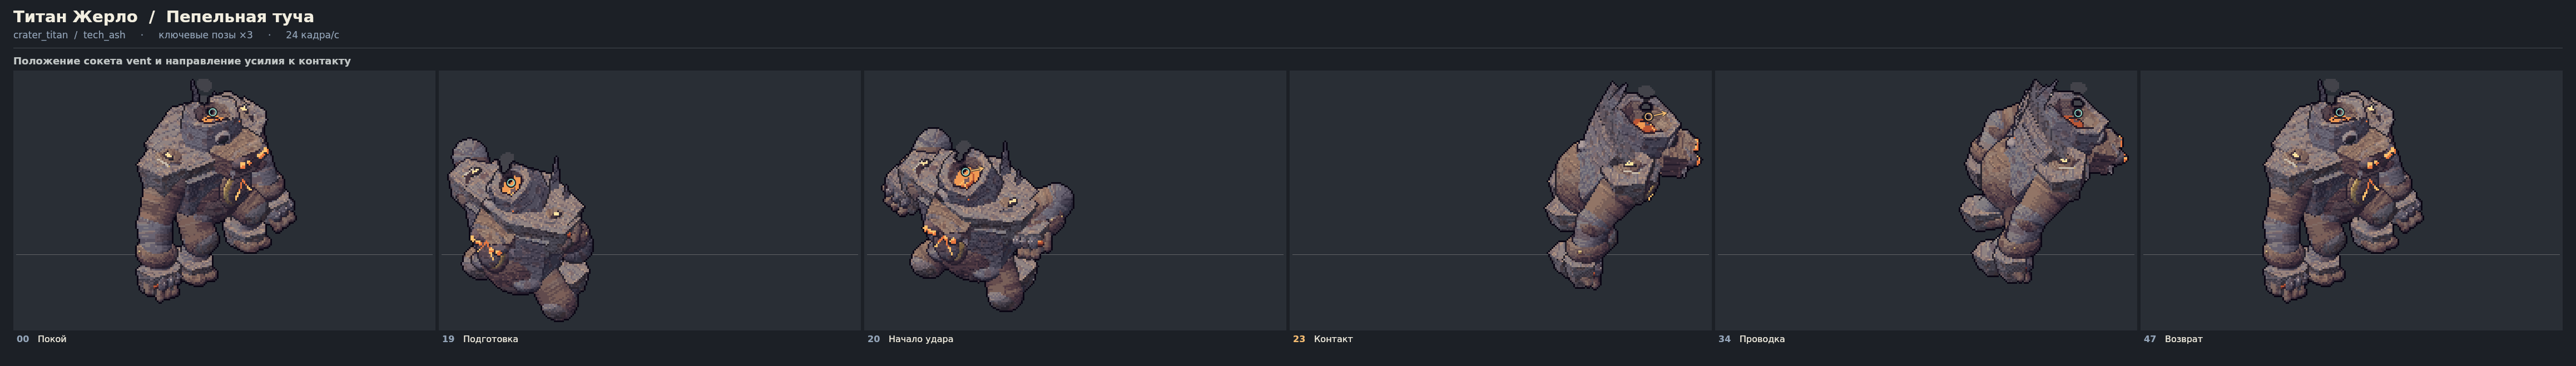 Титан Жерло / Пепельная туча
crater_titan / tech_ash · ключевые позы ×3 · 24 кадра/с
Положение сокета vent и направление усилия к контакту
00 Покой
19 Подготовка
20 Начало удара
23 Контакт
34 Проводка
47 Возврат